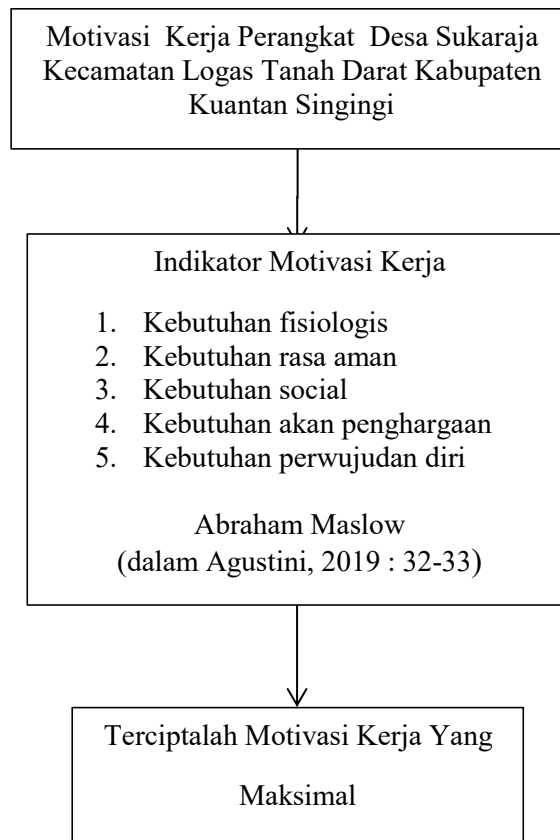 Motivasi Kerja Perangkat Desa Sukaraja
Kecamatan Logas Tanah Darat Kabupaten
Kuantan Singingi
Indikator Motivasi Kerja
1. Kebutuhan fisiologis
2. Kebutuhan rasa aman
3. Kebutuhan social
4. Kebutuhan akan penghargaan
5. Kebutuhan perwujudan diri
Abraham Maslow
(dalam Agustini, 2019 : 32-33)
Terciptalah Motivasi Kerja Yang
Maksimal